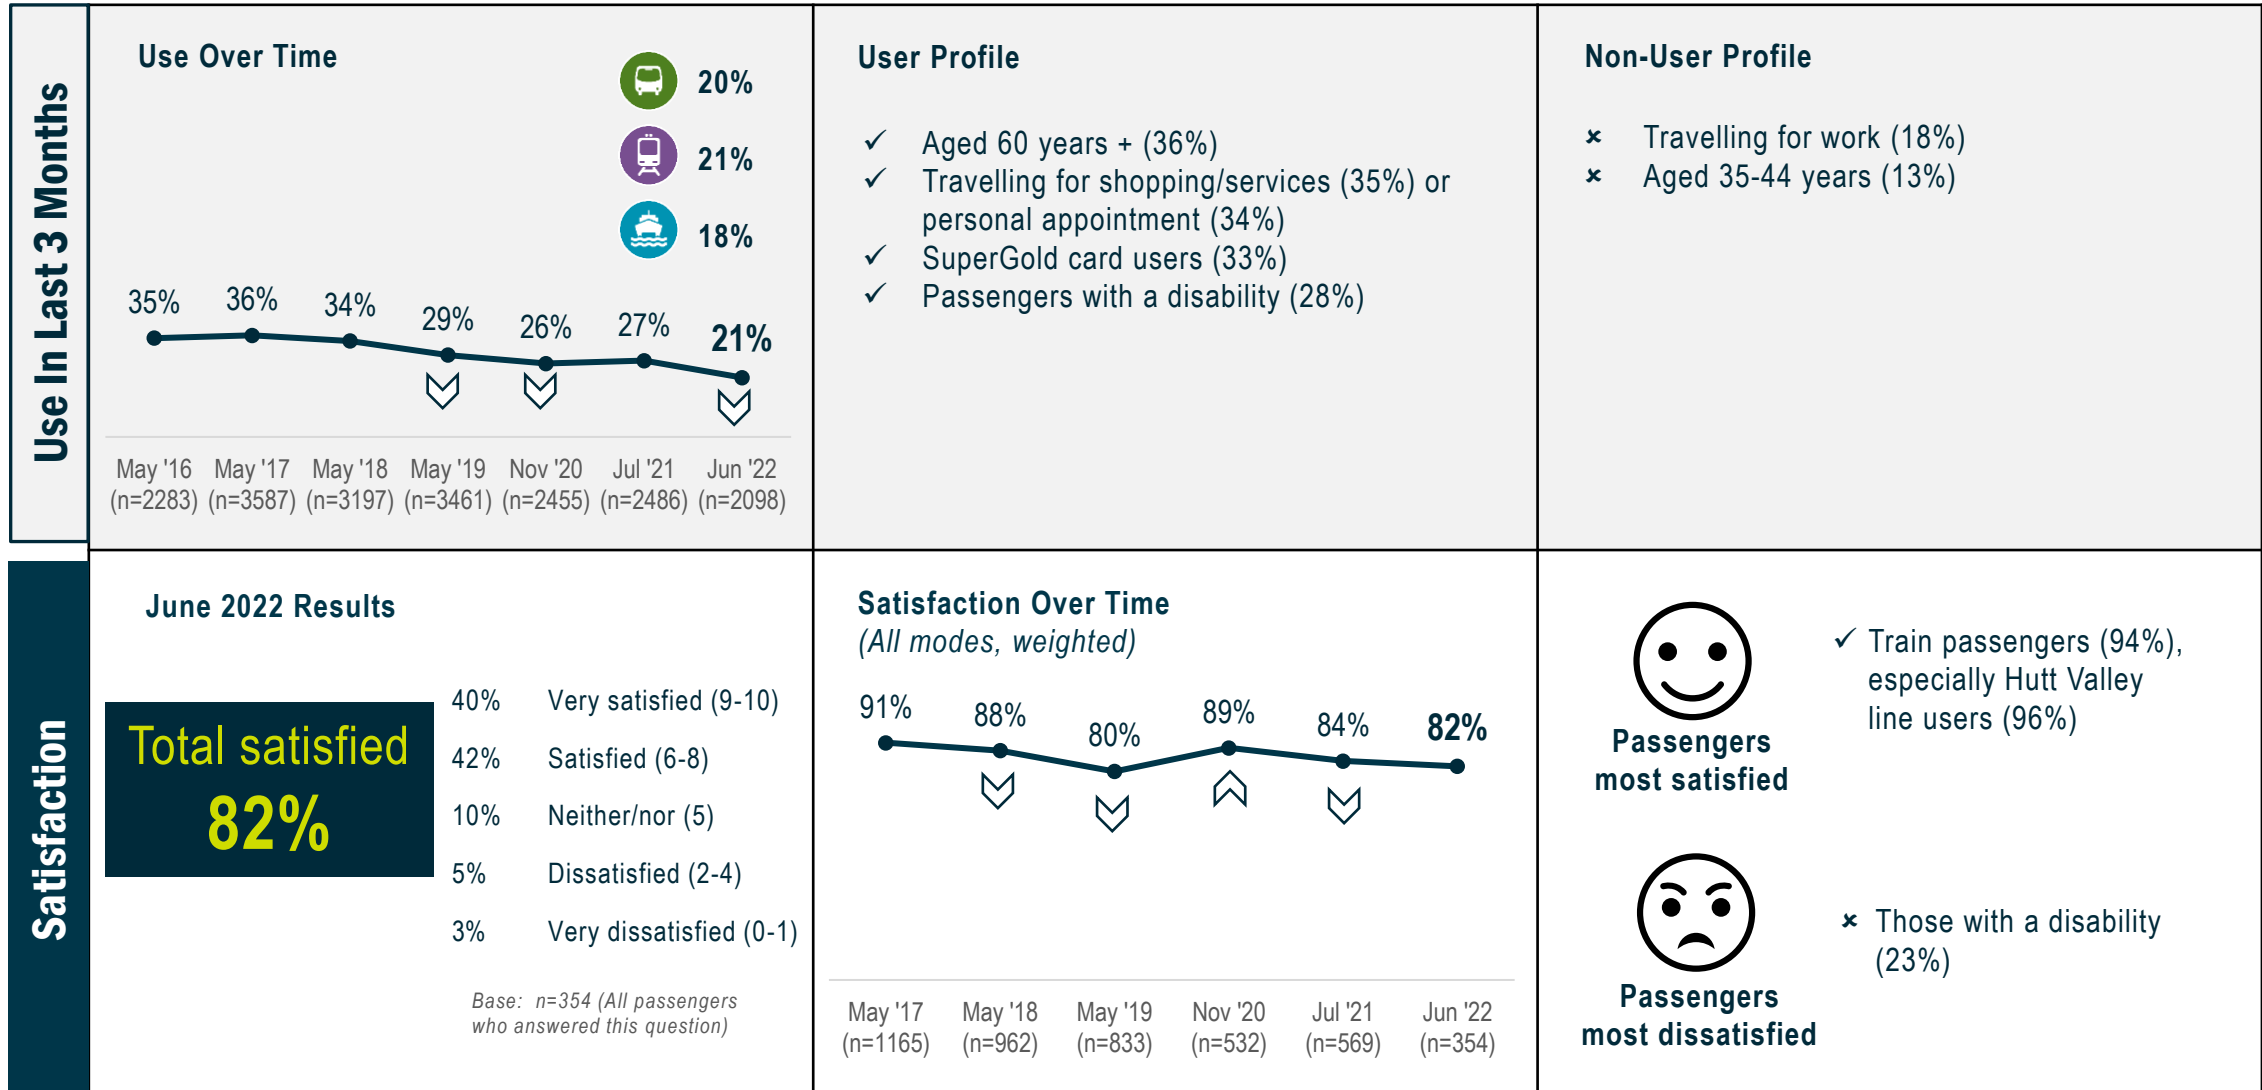 Use In Last 3 Months
Use Over Time
20%
21%
18%
35%
36%
34%
29%
26%
27%
21%
May '16
(n=2283)
May '17
(n=3587)
May '18
(n=3197)
May '19
(n=3461)
Nov '20
(n=2455)
Jul '21
(n=2486)
Jun '22
(n=2098)
User Profile
✓ Aged 60 years + (36%)
✓ Travelling for shopping/services (35%) or
personal appointment (34%)
✓ SuperGold card users (33%)
✓ Passengers with a disability (28%)
Non-User Profile
× Travelling for work (18%)
× Aged 35-44 years (13%)
Satisfaction
June 2022 Results
Total satisfied
82%
40% Very satisfied (9-10)
42% Satisfied (6-8)
10% Neither/nor (5)
5% Dissatisfied (2-4)
3% Very dissatisfied (0-1)
Base: n=354 (All passengers
who answered this question)
Satisfaction Over Time
(All modes, weighted)
91%
88%
80%
89%
84%
82%
May '17
(n=1165)
May '18
(n=962)
May '19
(n=833)
Nov '20
(n=532)
Jul '21
(n=569)
Jun '22
(n=354)
Passengers
most satisfied
✓ Train passengers (94%),
especially Hutt Valley
line users (96%)
Passengers
most dissatisfied
× Those with a disability
(23%)